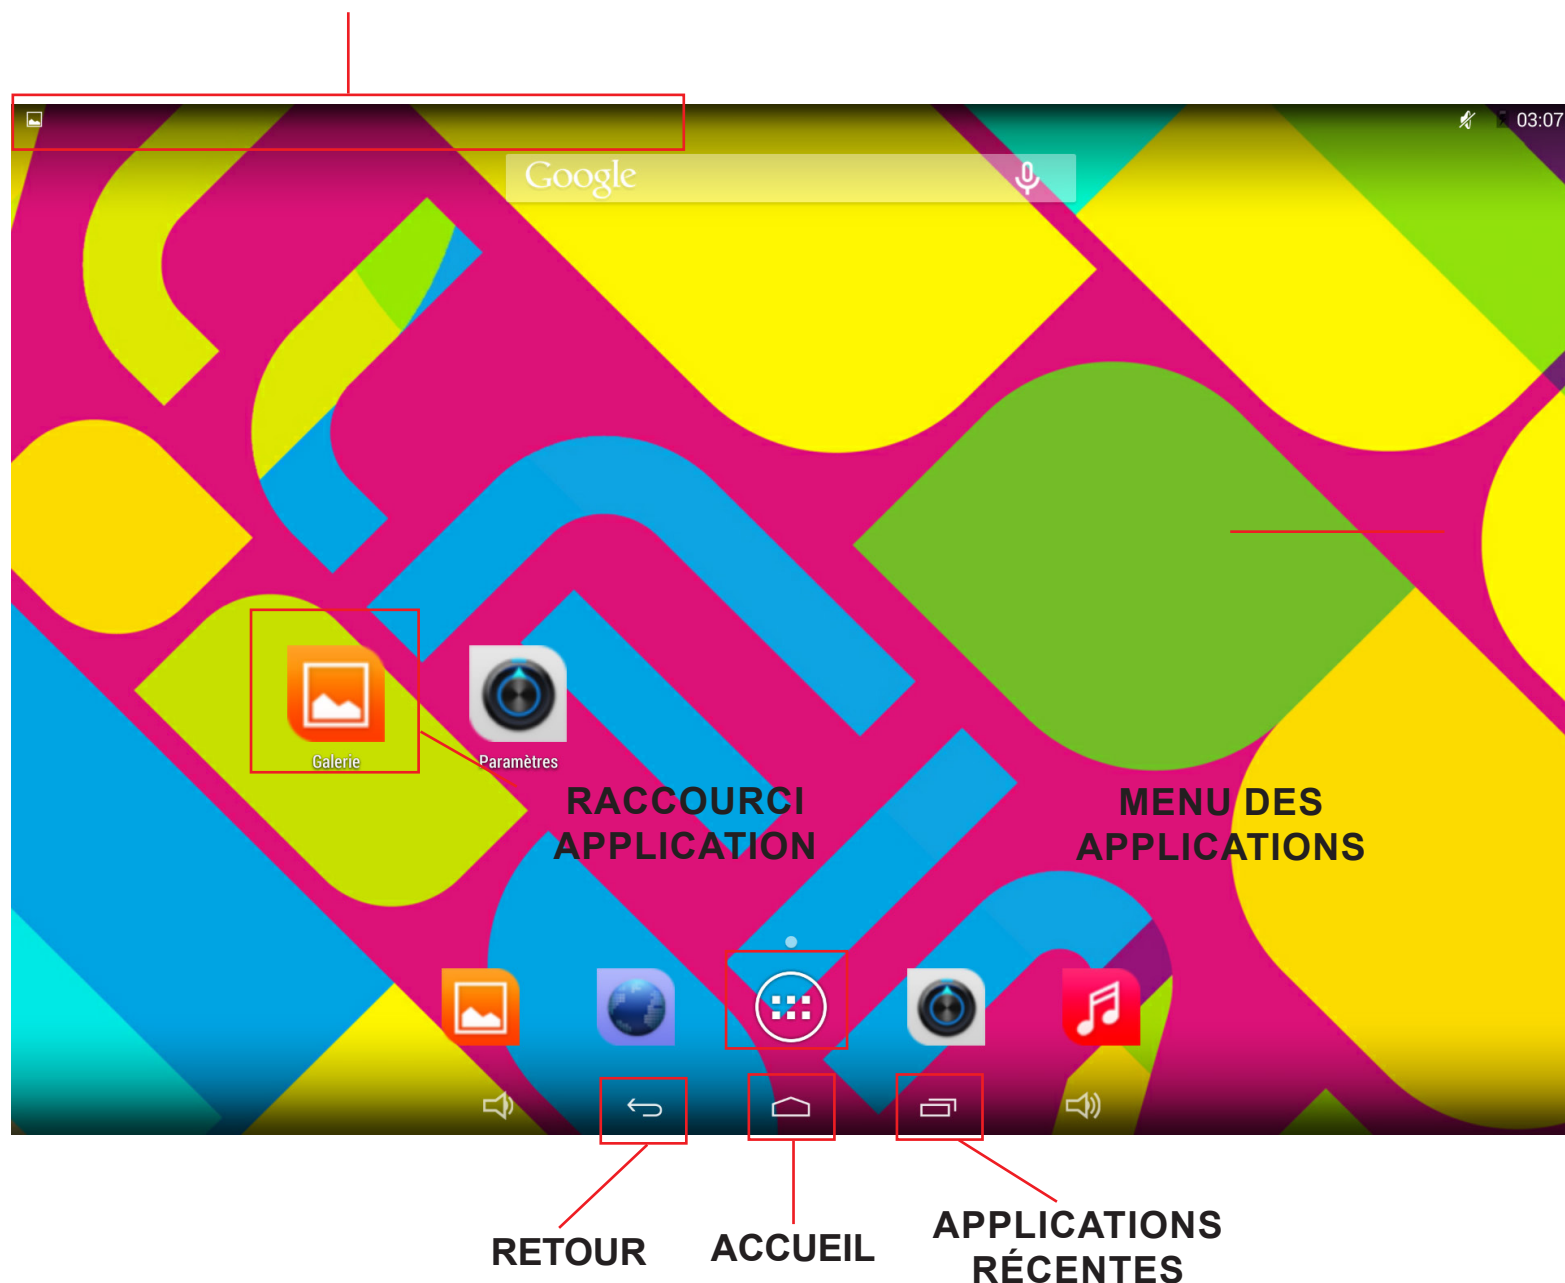 03:07
Google
Galerie
Paramètres
RACCOURCI
APPLICATION
MENU DES
APPLICATIONS
RETOUR
ACCUEIL
APPLICATIONS
RÉCENTES